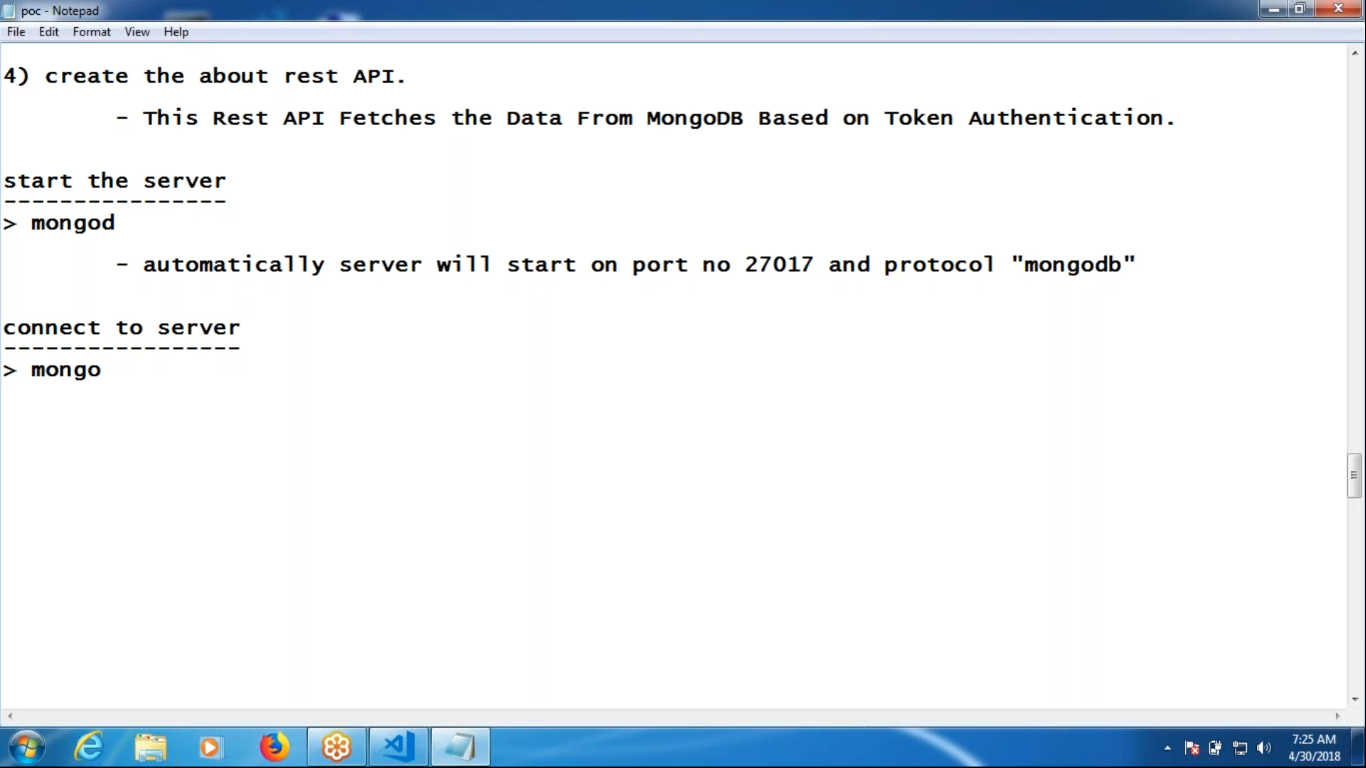 poc - Notepad
File Edit Format View Help
4) create the about rest API.
- This Rest API Fetches the Data From MongoDB Based on Token Authentication.
start the server
----------------
> mongod
- automatically server will start on port no 27017 and protocol "mongodb"
connect to server
-----------------
> mongo
7:25 AM
4/30/2018